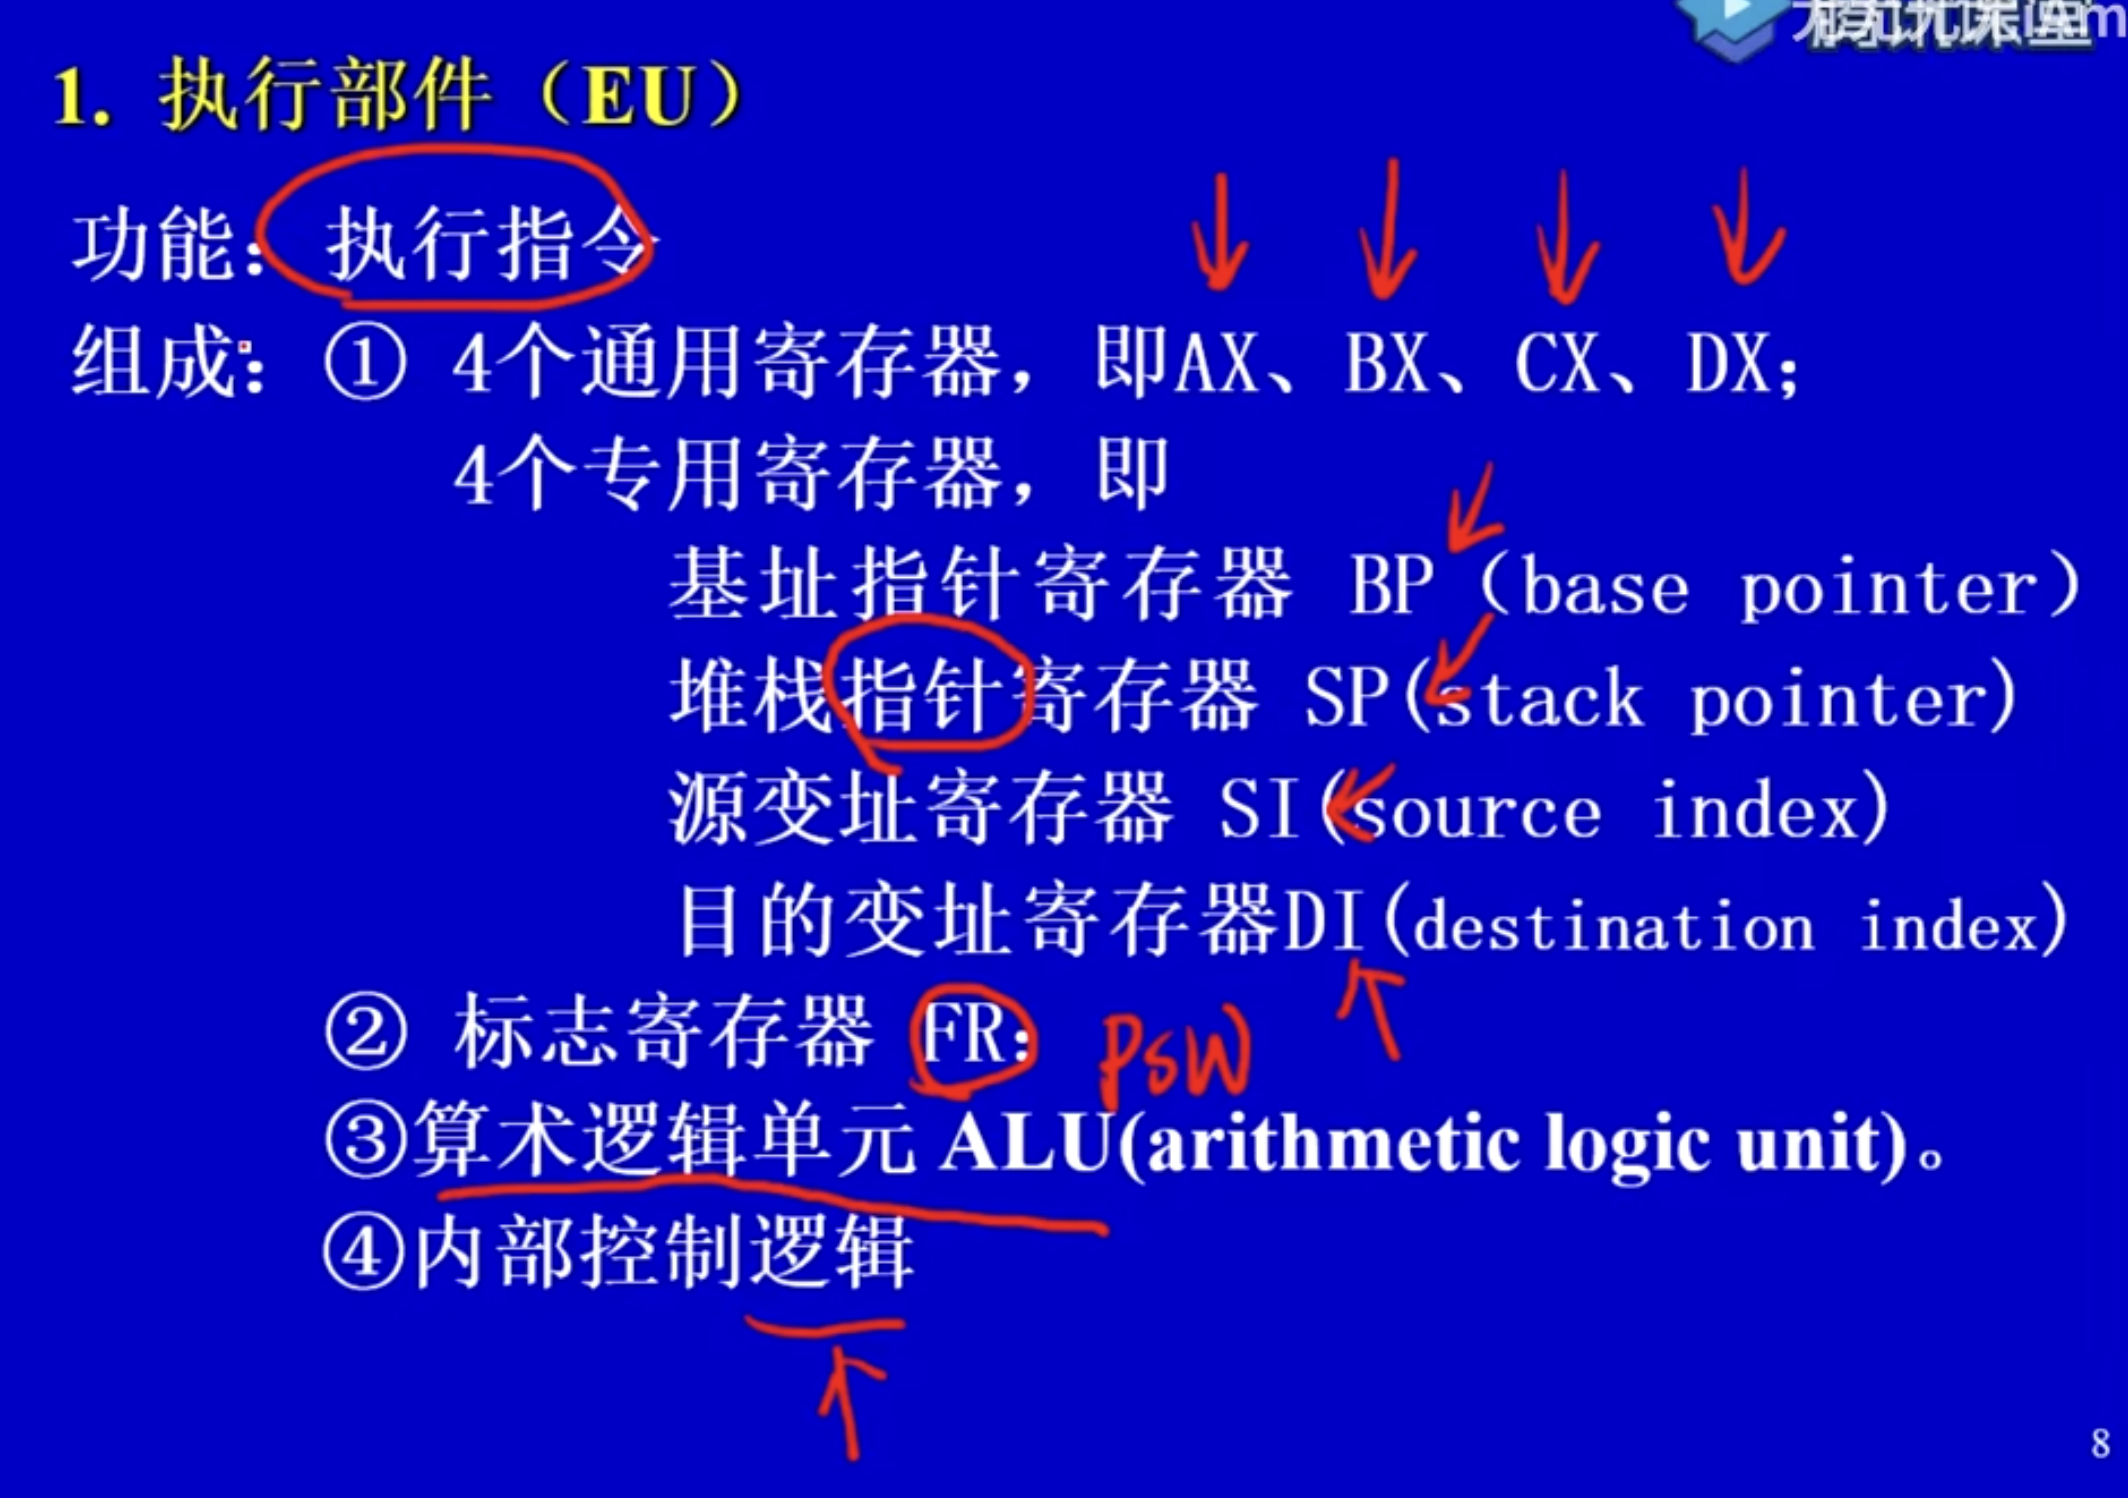 1. 执行部件（EU）
功能： 执行指令
组成：① 4个通用寄存器，即AX、BX、CX、DX；
4个专用寄存器，即
基址指针寄存器 BP（base pointer）
堆栈指针寄存器 SP(stack pointer)
源变址寄存器 SI(source index)
目的变址寄存器DI(destination index)
② 标志寄存器 FR； PSW
③算术逻辑单元 ALU(arithmetic logic unit)。
④内部控制逻辑
8